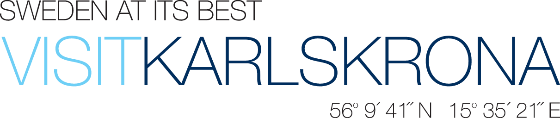 SWEDEN AT ITS BEST
VISITKARLSKRONA
56° 9´ 41˝ N 15° 35´ 21˝ E